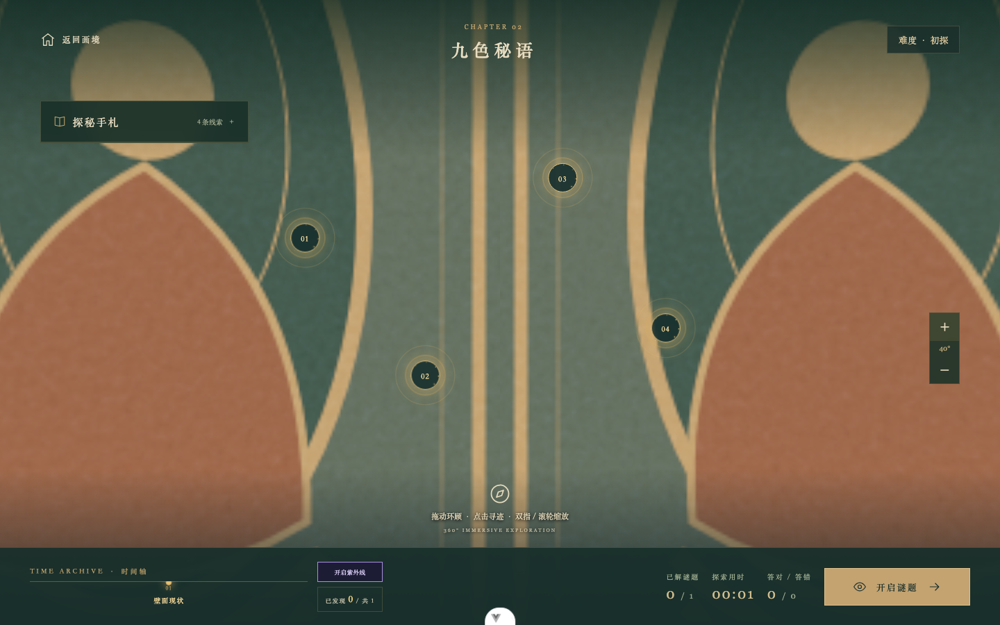 返回画境
CHAPTER 02
九色秘语
难度 · 初探
探秘手札
4 条线索 +
03
01
04
02
+
40°
−
拖动环顾 · 点击寻迹 · 双指 / 滚轮缩放
360° IMMERSIVE EXPLORATION
TIME ARCHIVE · 时间轴
01
壁画现状
开启紫外线
已发现 0 / 共 1
已解谜题
0 / 1
探索用时
00:01
答对 / 答错
0 / 0
开启谜题